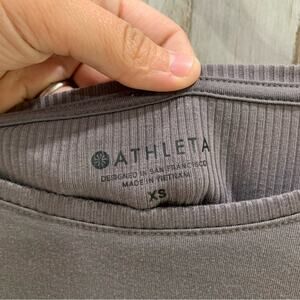 ATHLETA
DESIGNED IN SAN FRANCISCO
MADE IN VIETNAM
XS